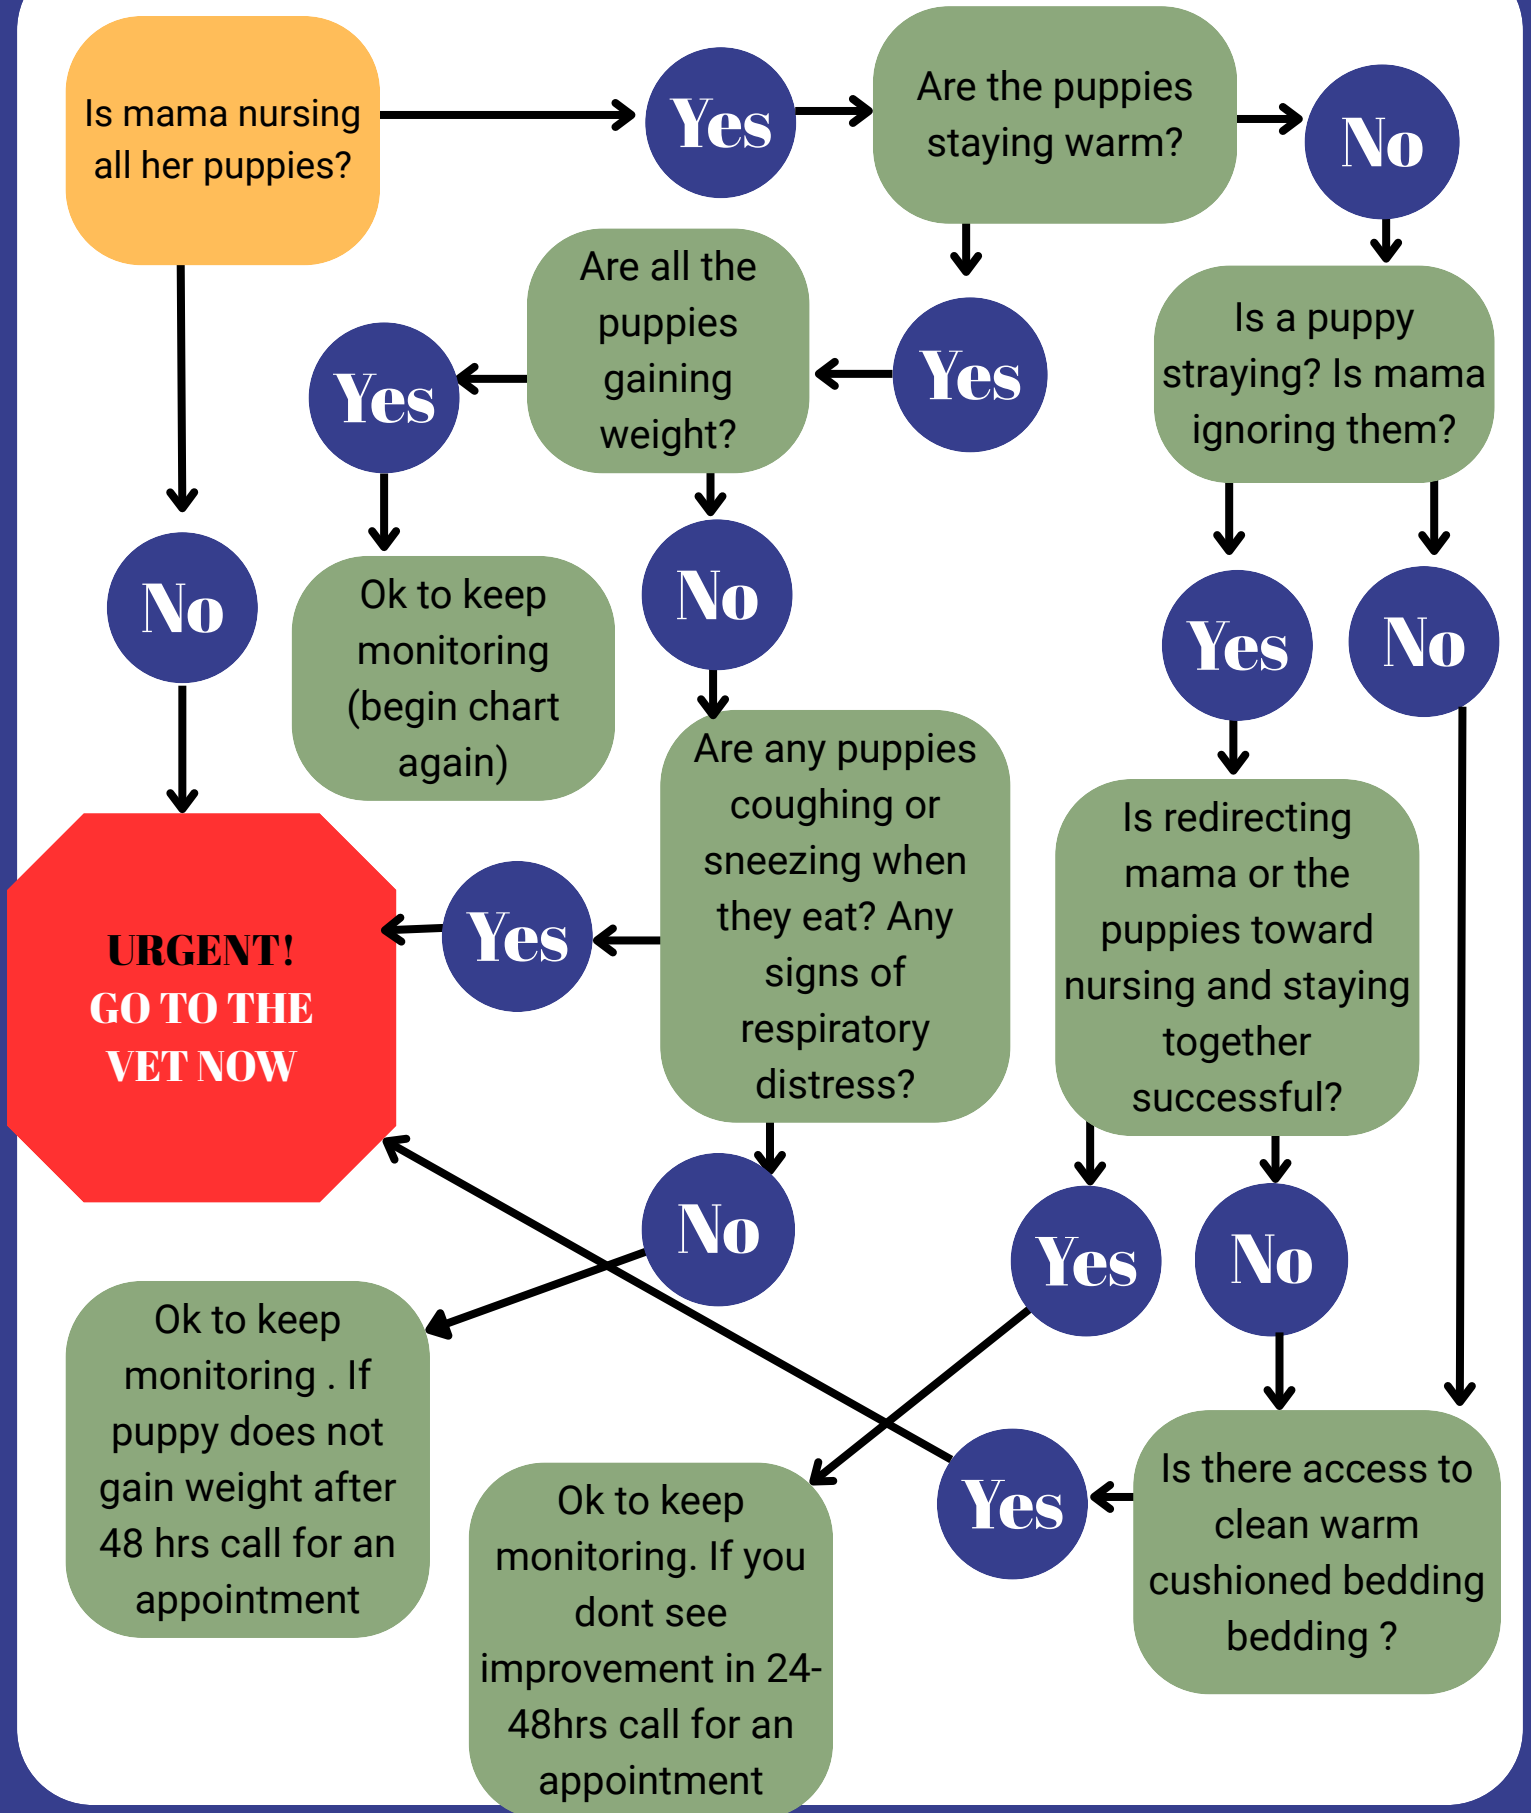 Is mama nursing
all her puppies?
Yes
Are the puppies
staying warm?
No
Are all the
puppies
gaining
weight?
Yes
Yes
Is a puppy
straying? Is mama
ignoring them?
No
Ok to keep
monitoring
(begin chart
again)
No
Yes
No
Are any puppies
coughing or
sneezing when
they eat? Any
signs of
respiratory
distress?
Is redirecting
mama or the
puppies toward
nursing and staying
together
successful?
URGENT!
GO TO THE
VET NOW
Yes
No
Yes
No
Ok to keep
monitoring . If
puppy does not
gain weight after
48 hrs call for an
appointment
Ok to keep
monitoring. If you
dont see
improvement in 24-
48hrs call for an
appointment
Yes
Is there access to
clean warm
cushioned bedding
bedding ?